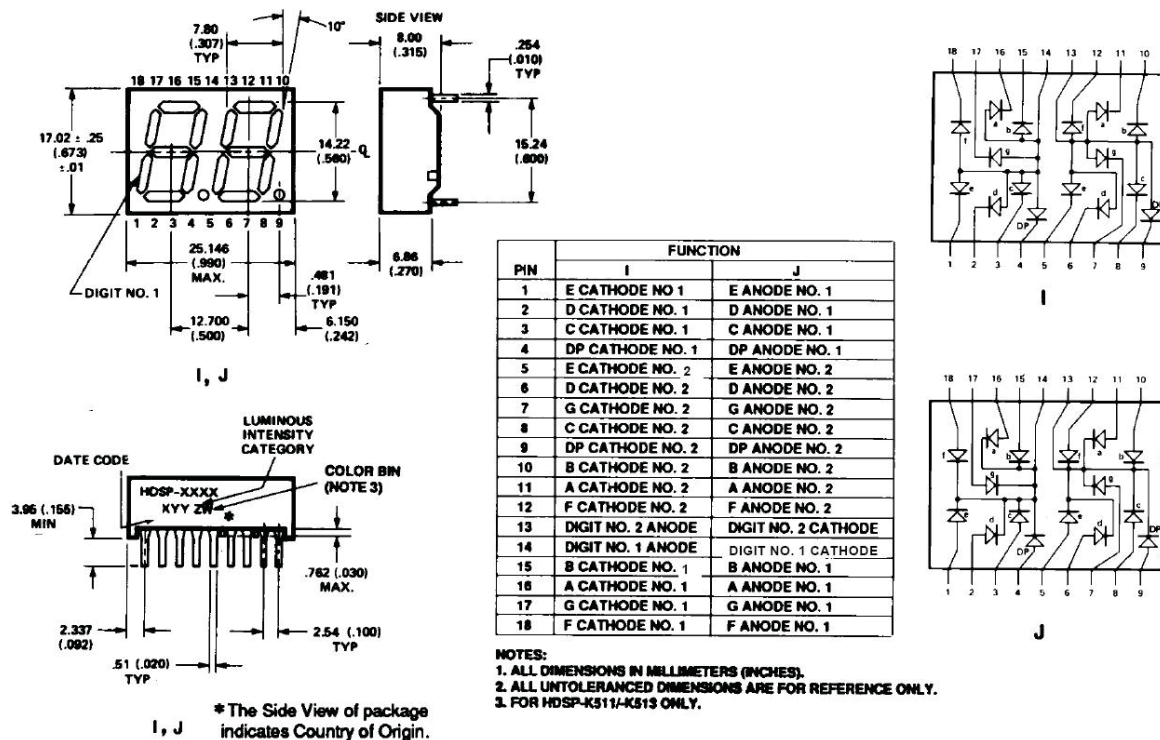 SIDE VIEW
7.80
(.307)
TYP
10°
8.00
(.315)
.254
(.010)
TYP
18 17 16 15 14 13 12 11 10
17.02 ± .25
(.673)
±.01
14.22
(.560)
15.24
(.600)
1 2 3 4 5 6 7 8 9
25.146
(.990)
MAX.
6.86
(.270)
DIGIT NO. 1
.481
(.191)
TYP
12.700
(.500)
6.150
(.242)
I, J
LUMINOUS
INTENSITY
CATEGORY
DATE CODE
COLOR BIN
(NOTE 3)
HDSP-XXXX
XYY ZW
*
3.95 (.155)
MIN
.762 (.030)
MAX.
2.337
(.092)
2.54 (.100)
TYP
.51 (.020)
TYP
I, J
* The Side View of package
indicates Country of Origin.
FUNCTION
PIN I J
1 E CATHODE NO 1 E ANODE NO. 1
2 D CATHODE NO. 1 D ANODE NO. 1
3 C CATHODE NO. 1 C ANODE NO. 1
4 DP CATHODE NO. 1 DP ANODE NO. 1
5 E CATHODE NO. 2 E ANODE NO. 2
6 D CATHODE NO. 2 D ANODE NO. 2
7 G CATHODE NO. 2 G ANODE NO. 2
8 C CATHODE NO. 2 C ANODE NO. 2
9 DP CATHODE NO. 2 DP ANODE NO. 2
10 B CATHODE NO. 2 B ANODE NO. 2
11 A CATHODE NO. 2 A ANODE NO. 2
12 F CATHODE NO. 2 F ANODE NO. 2
13 DIGIT NO. 2 ANODE DIGIT NO. 2 CATHODE
14 DIGIT NO. 1 ANODE DIGIT NO. 1 CATHODE
15 B CATHODE NO. 1 B ANODE NO. 1
16 A CATHODE NO. 1 A ANODE NO. 1
17 G CATHODE NO. 1 G ANODE NO. 1
18 F CATHODE NO. 1 F ANODE NO. 1
NOTES:
1. ALL DIMENSIONS IN MILLIMETERS (INCHES).
2. ALL UNTOLERANCED DIMENSIONS ARE FOR REFERENCE ONLY.
3. FOR HDSP-K511/-K513 ONLY.
18 17 16 15 14 13 12 11 10
a b f a b
f g g
e c e c
d d
DP
1 2 3 4 5 6 7 8 9
I
18 17 16 15 14 13 12 11 10
f a b f a b
g g
e c e c
d d
DP DP
1 2 3 4 5 6 7 8 9
J